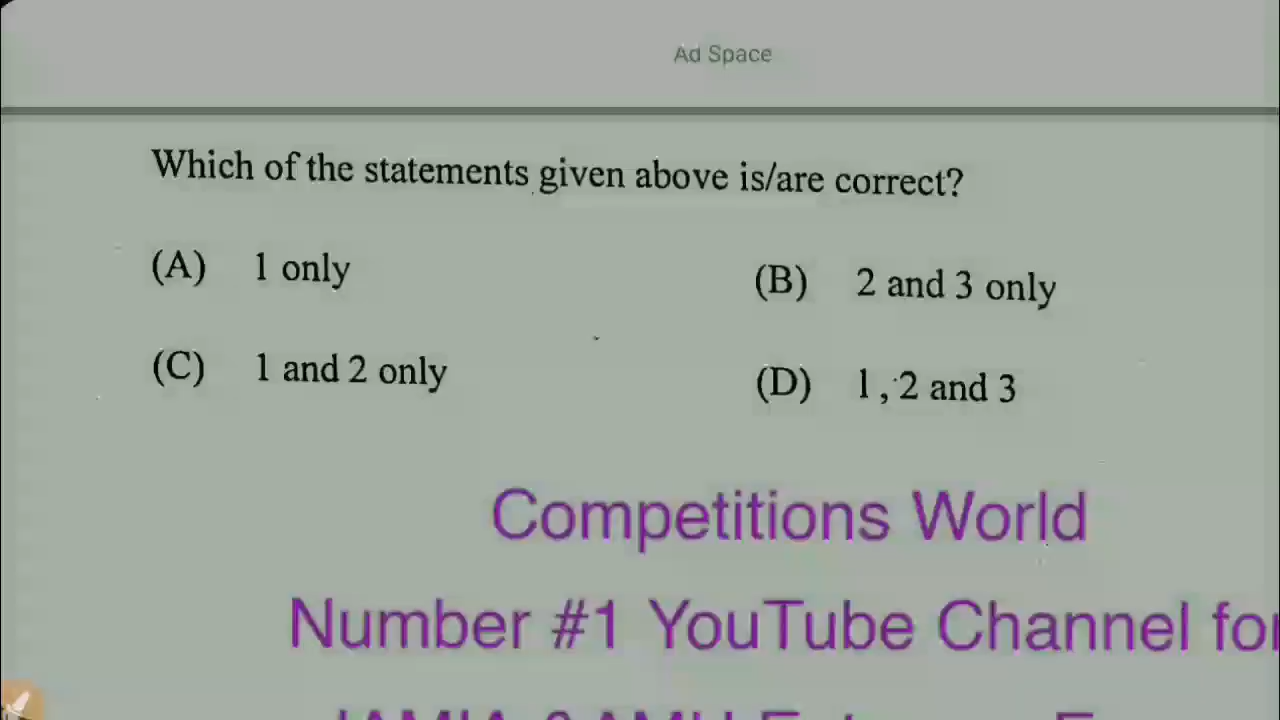 Ad Space
Which of the statements given above is/are correct?
(A) 1 only (B) 2 and 3 only
(C) 1 and 2 only (D) 1, 2 and 3
Competitions World
Number #1 YouTube Channel for